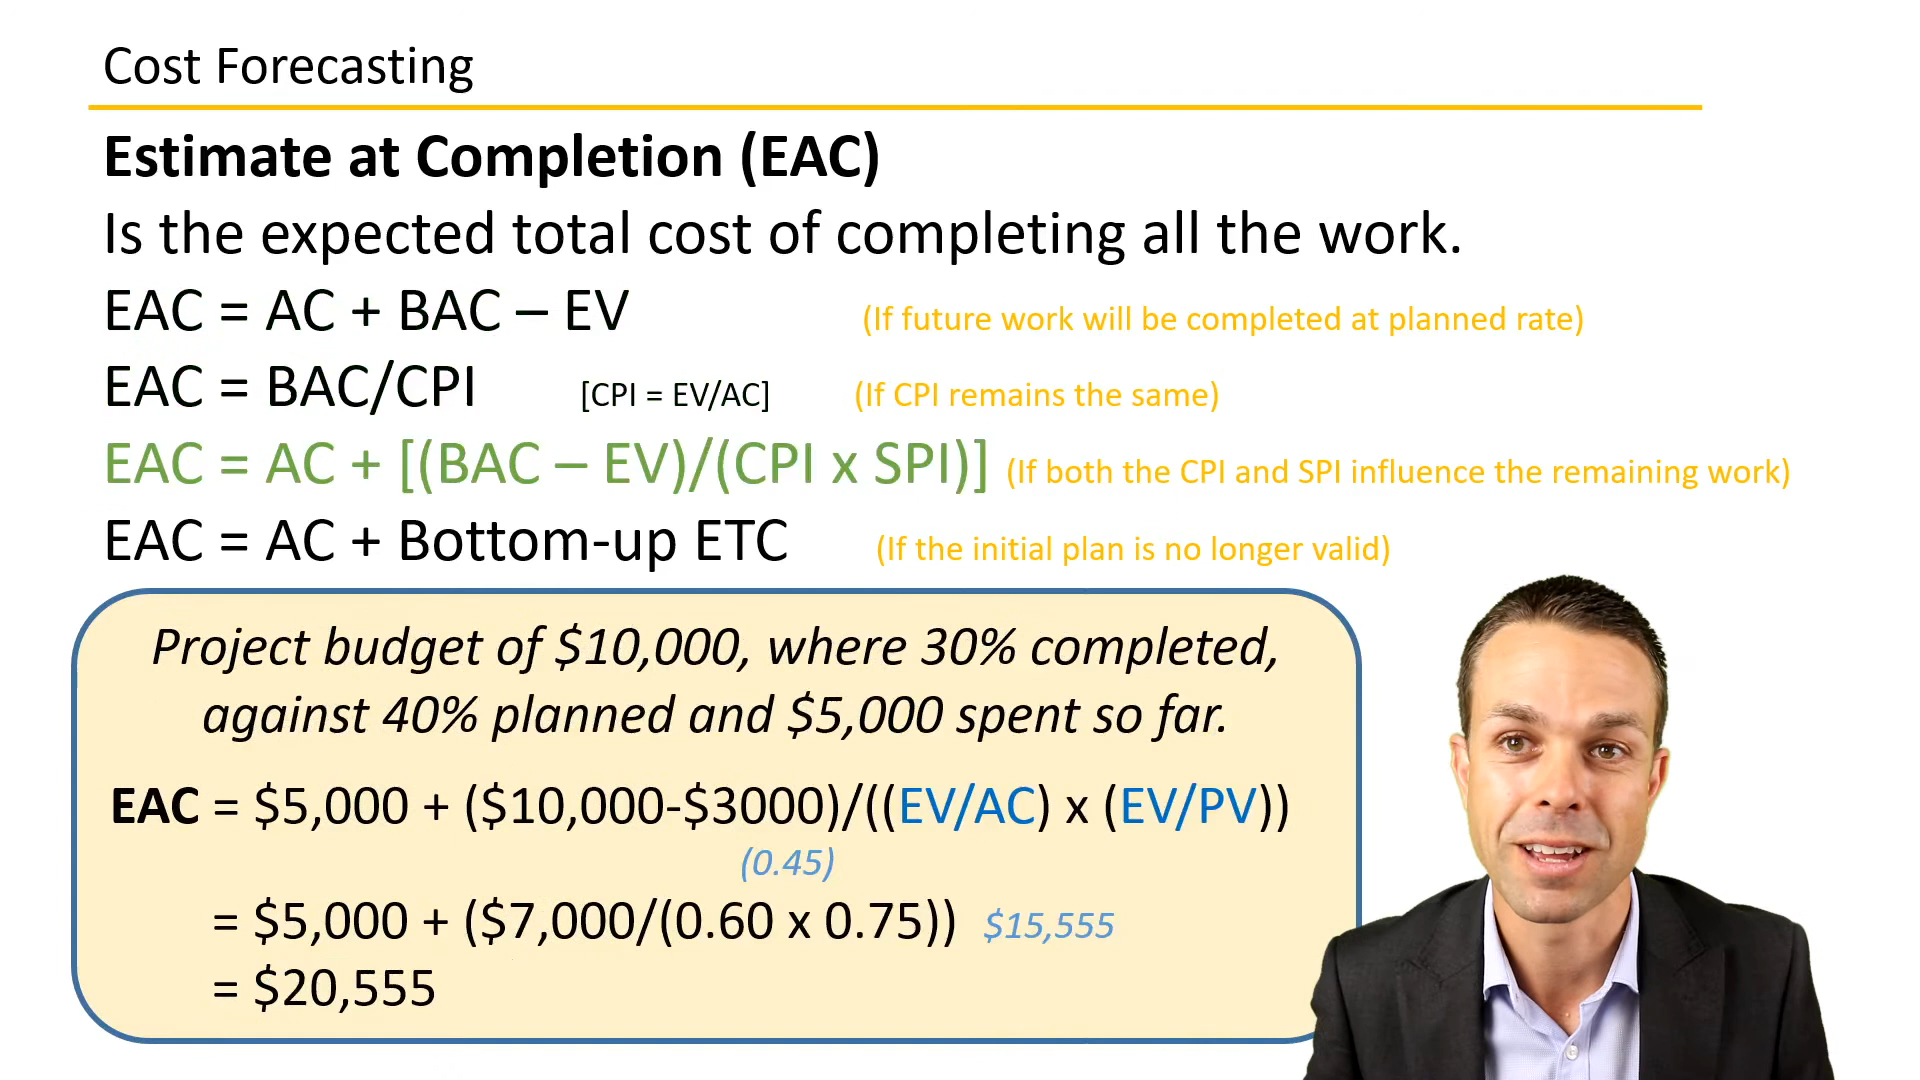 Cost Forecasting
Estimate at Completion (EAC)
Is the expected total cost of completing all the work.
EAC = AC + BAC – EV (If future work will be completed at planned rate)
EAC = BAC/CPI [CPI = EV/AC] (If CPI remains the same)
EAC = AC + [(BAC – EV)/(CPI x SPI)] (If both the CPI and SPI influence the remaining work)
EAC = AC + Bottom-up ETC (If the initial plan is no longer valid)
Project budget of $10,000, where 30% completed,
against 40% planned and $5,000 spent so far.
EAC = $5,000 + ($10,000-$3000)/((EV/AC) x (EV/PV))
(0.45)
= $5,000 + ($7,000/(0.60 x 0.75)) $15,555
= $20,555